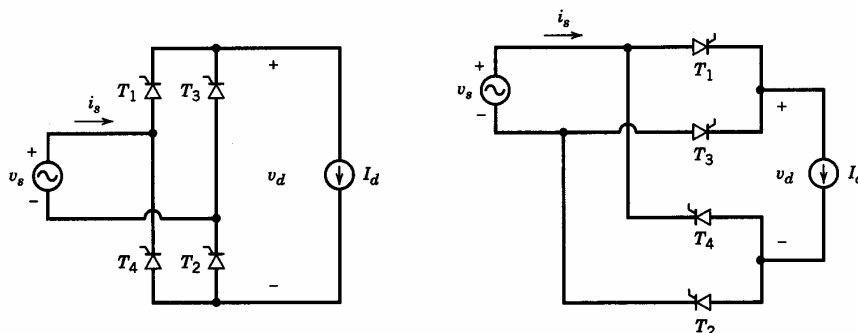 T1 T3
is
+
vs
−
+
vd
−
Id
T4 T2
is
+
vs
−
T1
T3
+
vd
−
Id
T4
T2